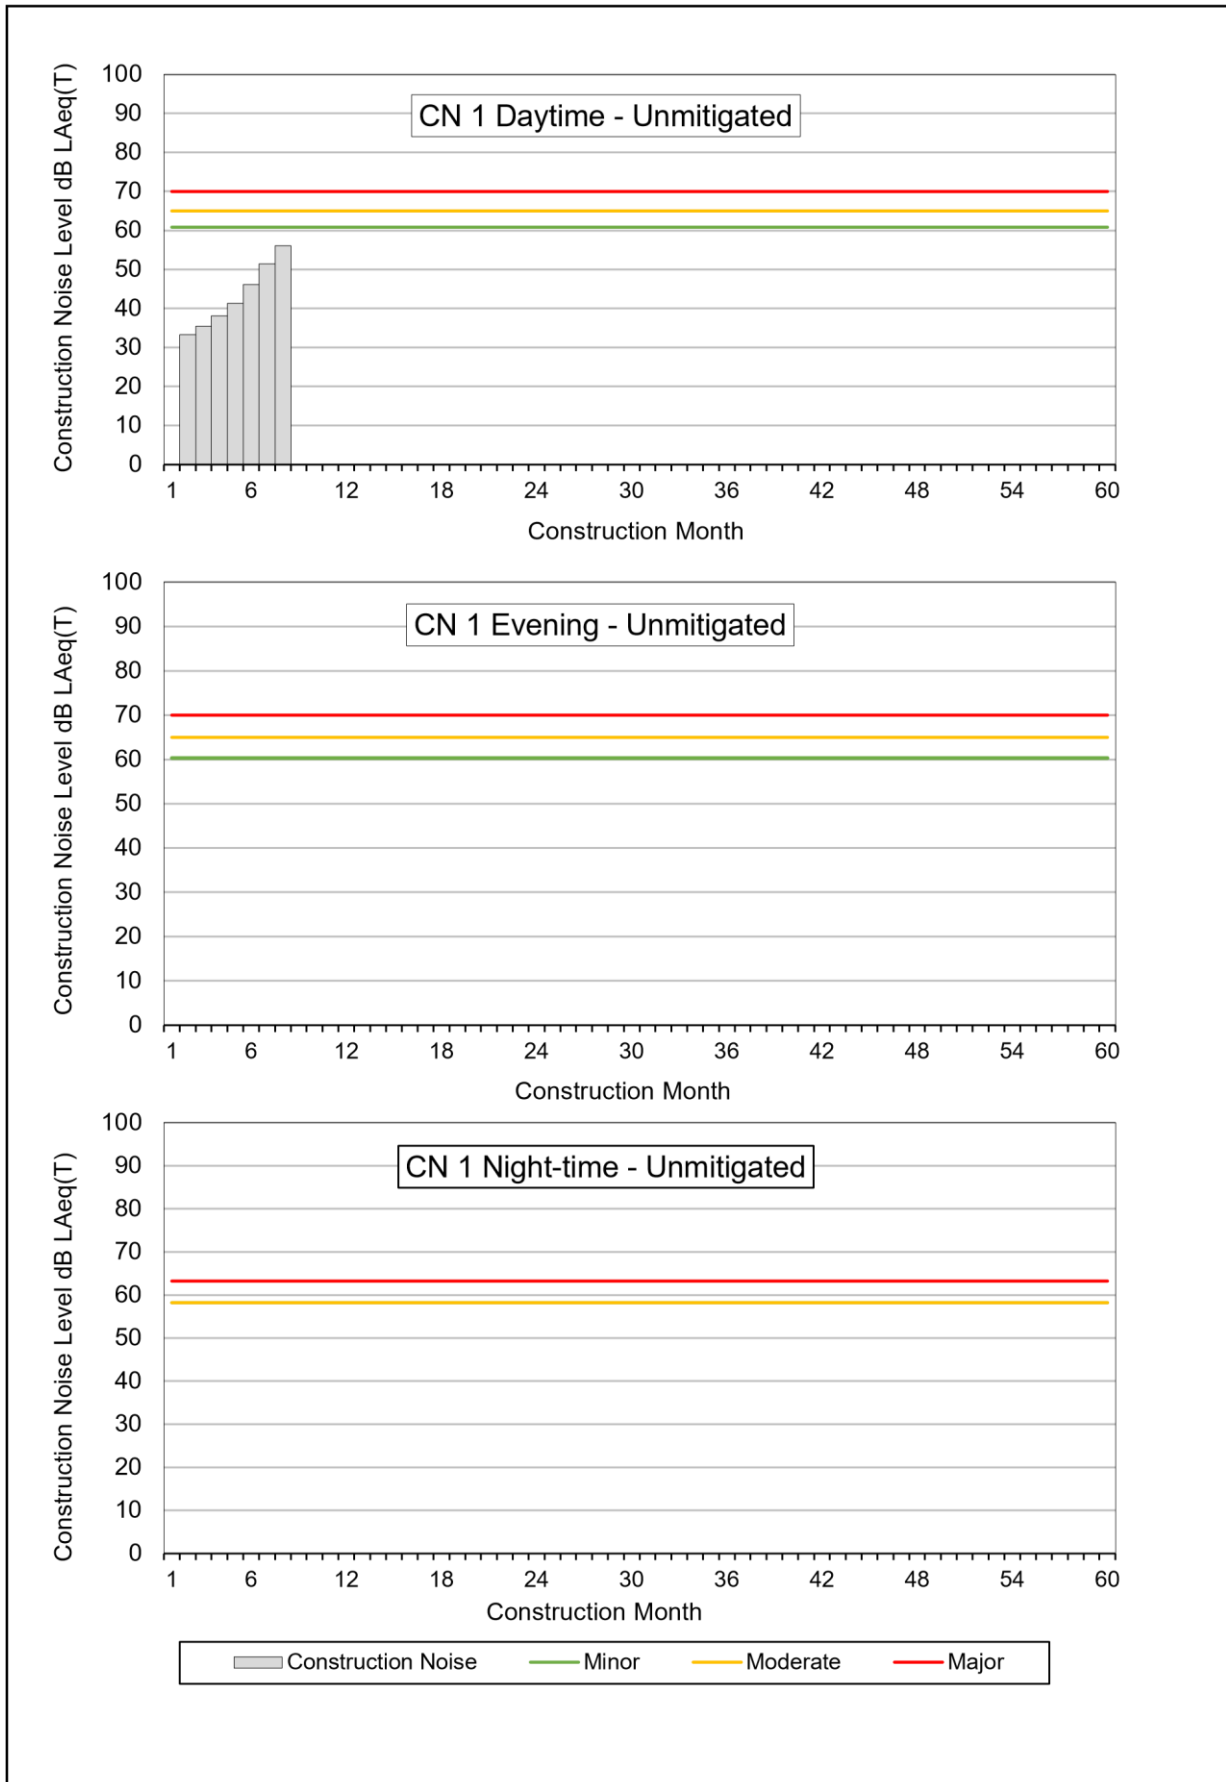 CN 1 Daytime - Unmitigated
Construction Noise Level dB LAeq(T)
100
90
80
70
60
50
40
30
20
10
0
1 6 12 18 24 30 36 42 48 54 60
Construction Month
CN 1 Evening - Unmitigated
Construction Noise Level dB LAeq(T)
100
90
80
70
60
50
40
30
20
10
0
1 6 12 18 24 30 36 42 48 54 60
Construction Month
CN 1 Night-time - Unmitigated
Construction Noise Level dB LAeq(T)
100
90
80
70
60
50
40
30
20
10
0
1 6 12 18 24 30 36 42 48 54 60
Construction Month
Construction Noise Minor Moderate Major